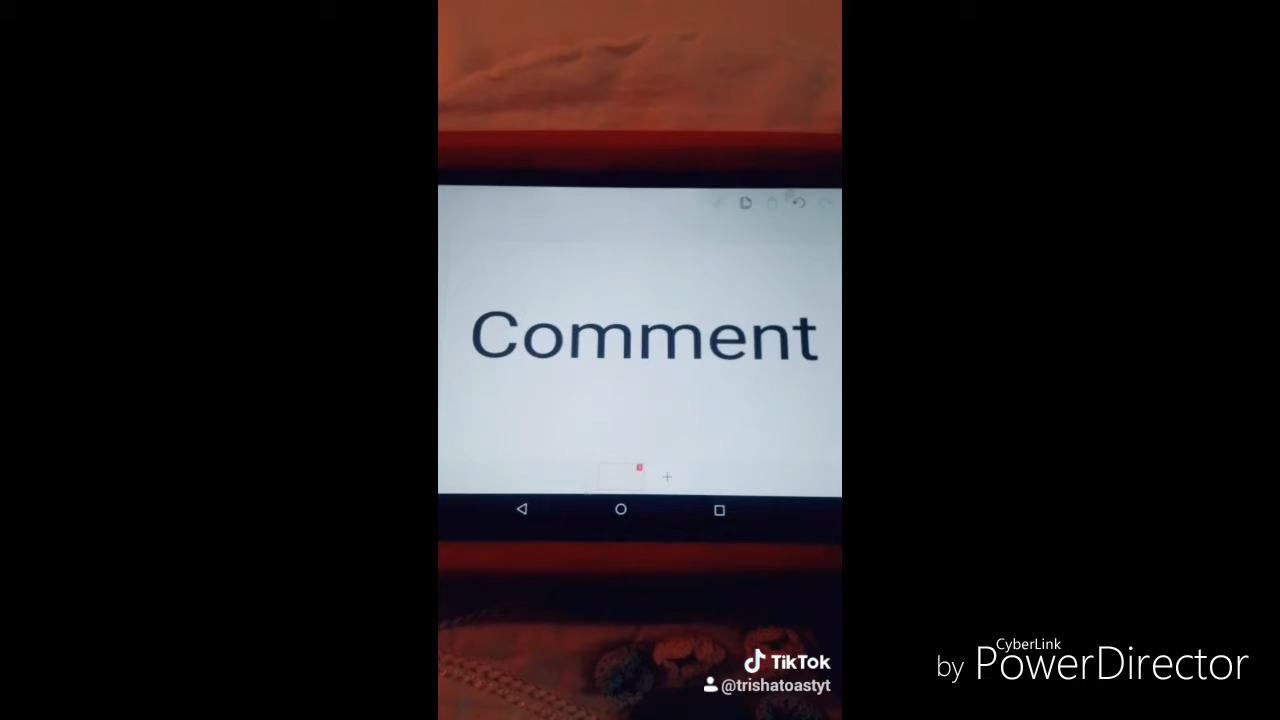 Comment
TikTok
@trishatoastyt
CyberLink
by PowerDirector